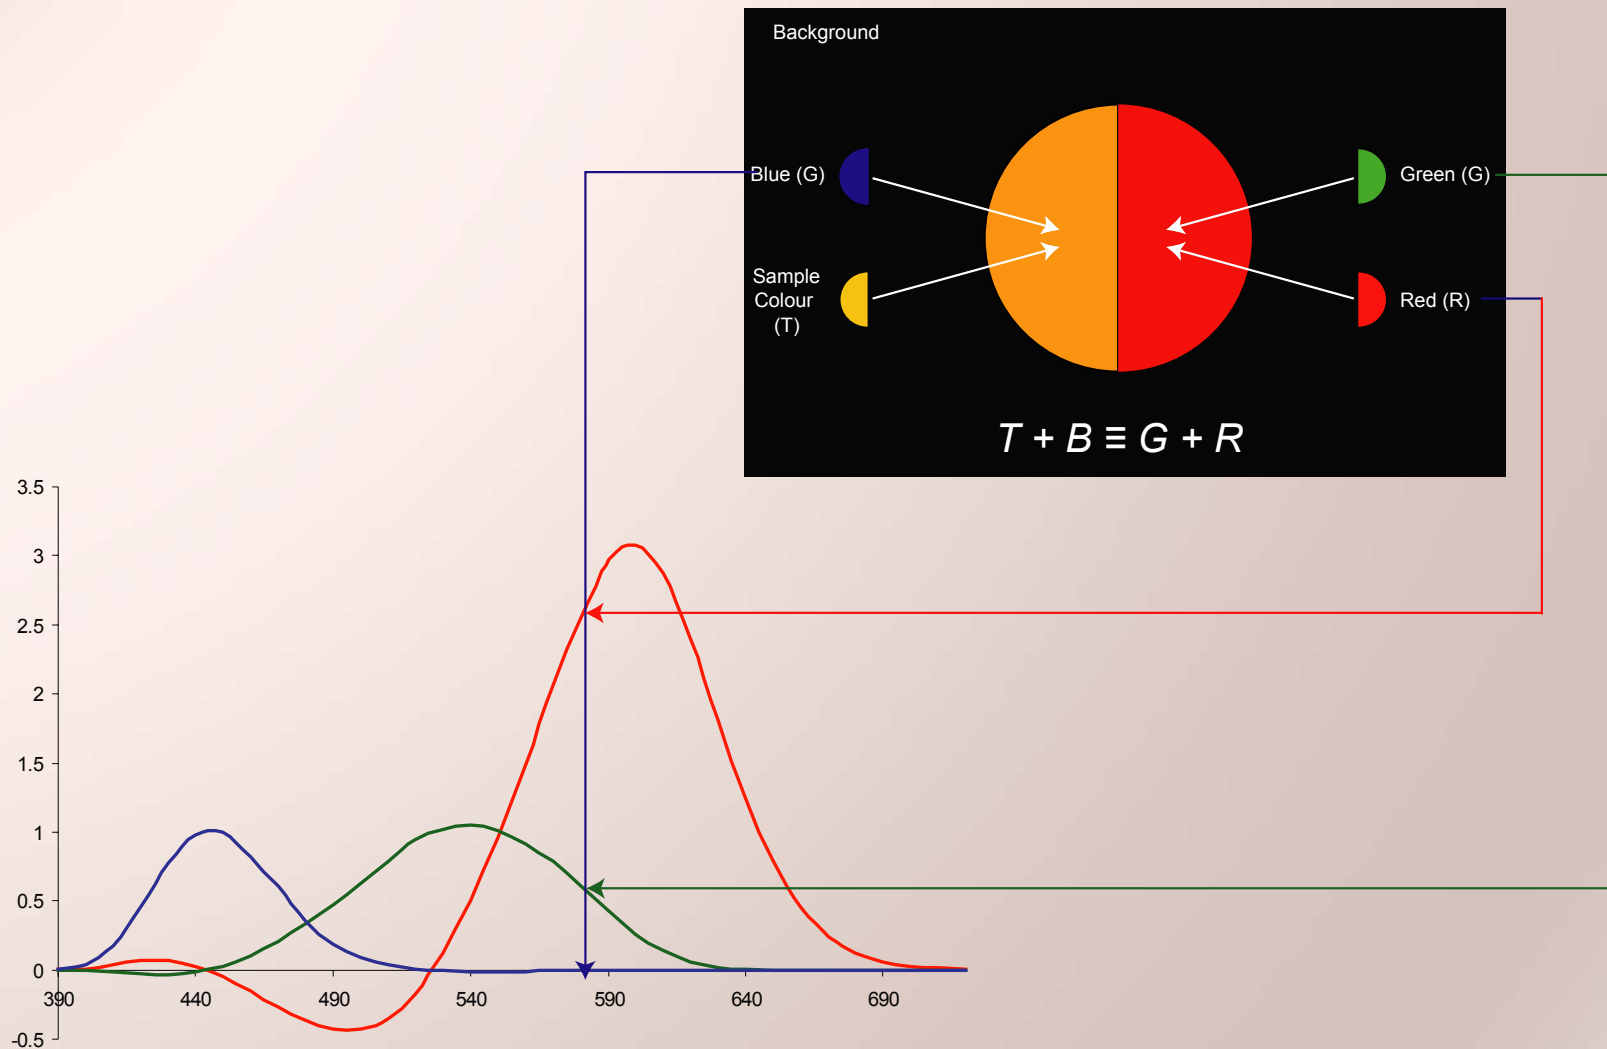 Background
Blue (G)
Green (G)
Sample
Colour
(T)
Red (R)
T + B ≡ G + R
3.5
3
2.5
2
1.5
1
0.5
0
-0.5
390
440
490
540
590
640
690